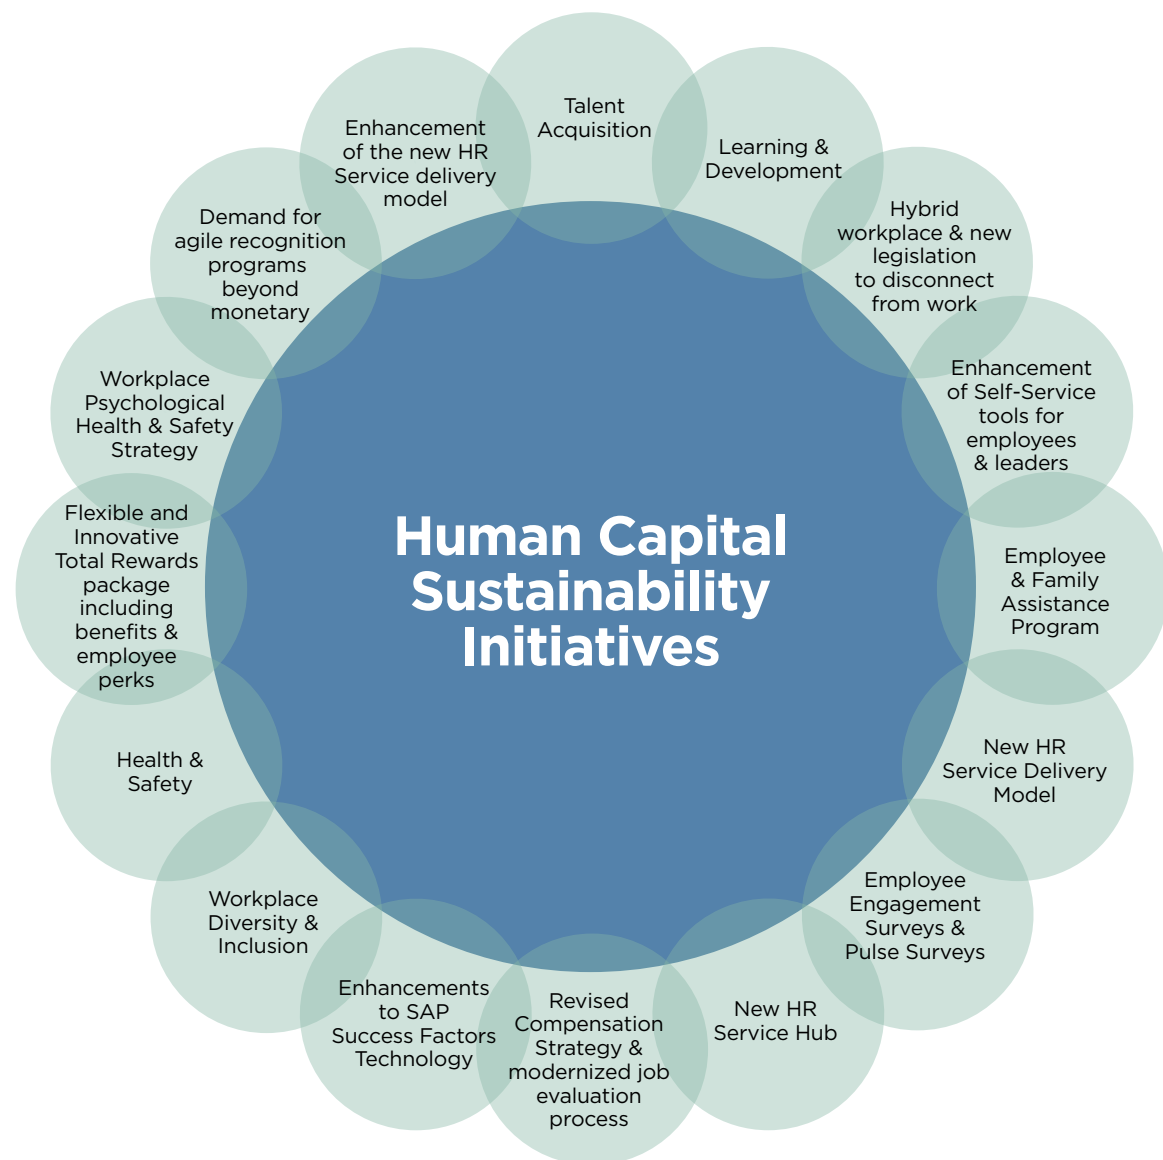 Talent
Acquisition
Learning &
Development
Hybrid
workplace & new
legislation
to disconnect
from work
Enhancement
of Self-Service
tools for
employees
& leaders
Employee
& Family
Assistance
Program
New HR
Service Delivery
Model
Employee
Engagement
Surveys &
Pulse Surveys
New HR
Service Hub
Revised
Compensation
Strategy &
modernized job
evaluation
process
Enhancements
to SAP
Success Factors
Technology
Workplace
Diversity &
Inclusion
Health &
Safety
Flexible and
Innovative
Total Rewards
package
including
benefits &
employee
perks
Workplace
Psychological
Health & Safety
Strategy
Demand for
agile recognition
programs
beyond
monetary
Enhancement
of the new HR
Service delivery
model
Human Capital
Sustainability
Initiatives